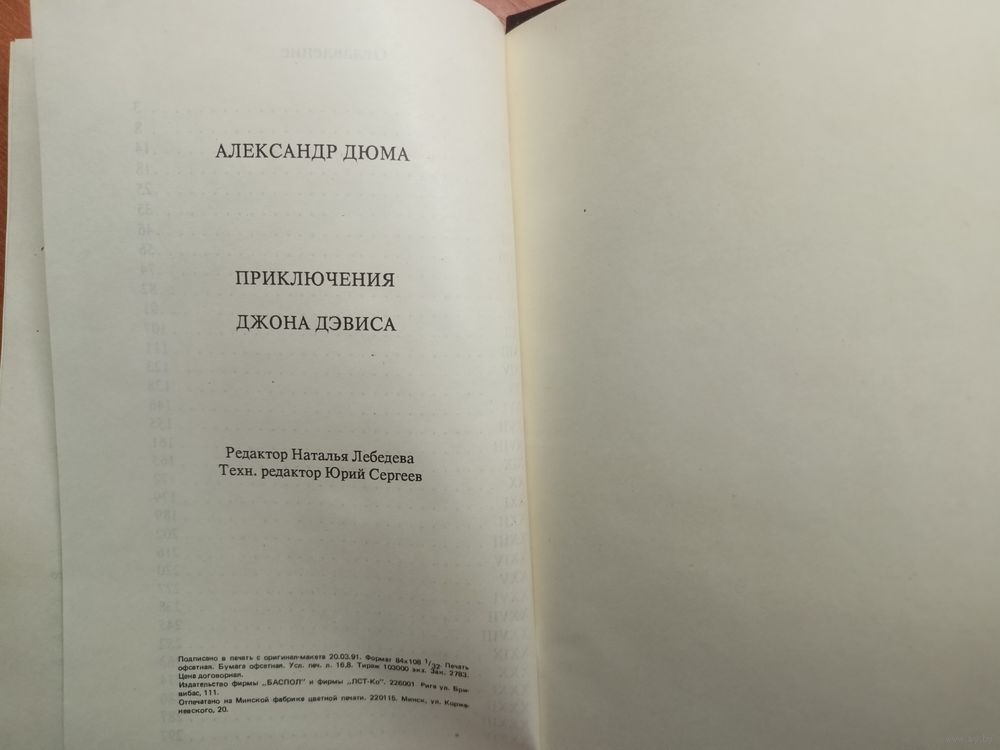 АЛЕКСАНДР ДЮМА
ПРИКЛЮЧЕНИЯ
ДЖОНА ДЭВИСА
Редактор Наталья Лебедева
Техн. редактор Юрий Сергеев
Подписано в печать с оригинал-макета 20.03.91. Формат 84х108 1/32. Печать
офсетная. Бумага офсетная. Усл. печ. л. 16,8. Тираж 103000 экз. Зак. 2783.
Цена договорная.
Издательство фирмы „БАСПОЛ" и фирмы „ЛСТ-Ко". 226001 Рига ул. Бри-
вибас, 111.
Отпечатано на Минской фабрике цветной печати. 220115. Минск, ул. Корже-
невского, 20.
www.ay.by